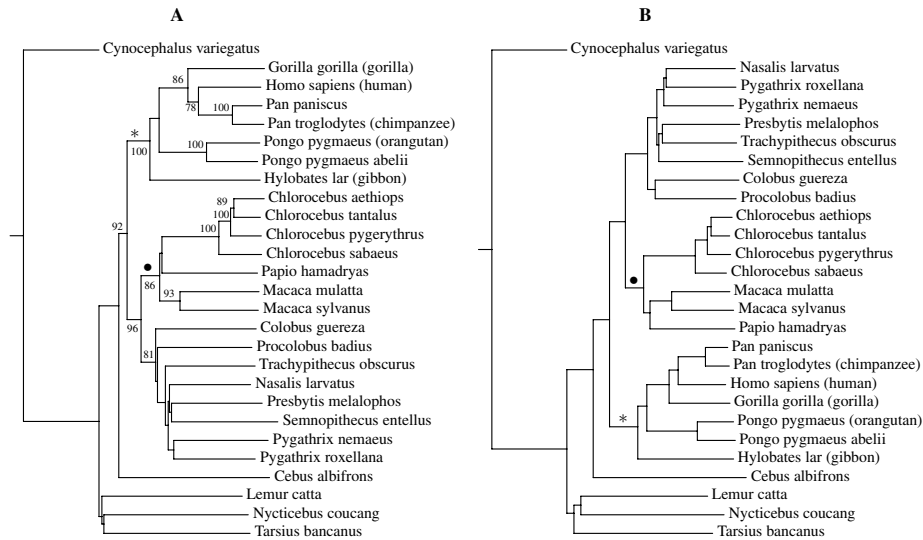 A
Cynocephalus variegatus
Gorilla gorilla (gorilla)
86
Homo sapiens (human)
78
Pan paniscus
100
Pan troglodytes (chimpanzee)
*
100
Pongo pygmaeus (orangutan)
100
Pongo pygmaeus abelii
Hylobates lar (gibbon)
Chlorocebus aethiops
89
Chlorocebus tantalus
100
Chlorocebus pygerythrus
100
Chlorocebus sabaeus
92
Papio hamadryas
●
86
Macaca mulatta
93
Macaca sylvanus
96
Colobus guereza
Procolobus badius
81
Trachypithecus obscurus
Nasalis larvatus
Presbytis melalophos
Semnopithecus entellus
Pygathrix nemaeus
Pygathrix roxellana
Cebus albifrons
Lemur catta
Nycticebus coucang
Tarsius bancanus
B
Cynocephalus variegatus
Nasalis larvatus
Pygathrix roxellana
Pygathrix nemaeus
Presbytis melalophos
Trachypithecus obscurus
Semnopithecus entellus
Colobus guereza
Procolobus badius
Chlorocebus aethiops
Chlorocebus tantalus
Chlorocebus pygerythrus
Chlorocebus sabaeus
●
Macaca mulatta
Macaca sylvanus
Papio hamadryas
Pan paniscus
Pan troglodytes (chimpanzee)
Homo sapiens (human)
Gorilla gorilla (gorilla)
*
Pongo pygmaeus (orangutan)
Pongo pygmaeus abelii
Hylobates lar (gibbon)
Cebus albifrons
Lemur catta
Nycticebus coucang
Tarsius bancanus